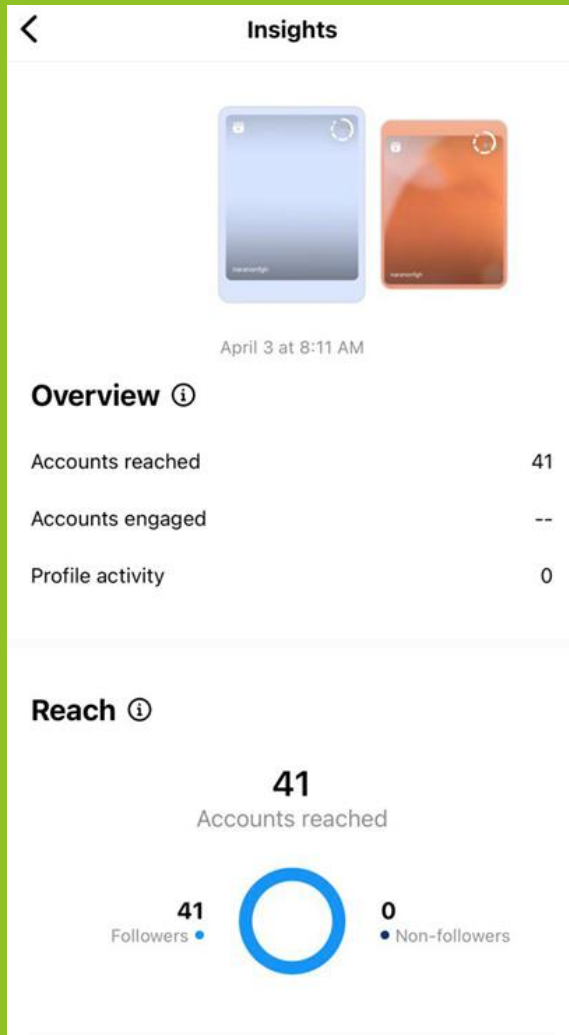 Insights
April 3 at 8:11 AM
Overview
Accounts reached 41
Accounts engaged --
Profile activity 0
Reach
41
Accounts reached
41
Followers
0
Non-followers